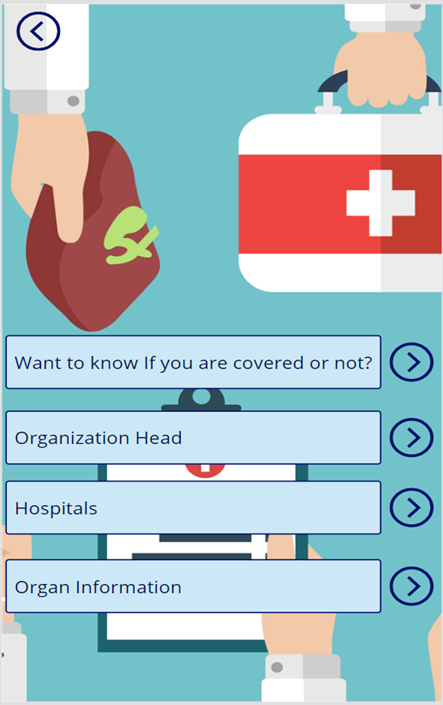 Want to know If you are covered or not?
Organization Head
Hospitals
Organ Information